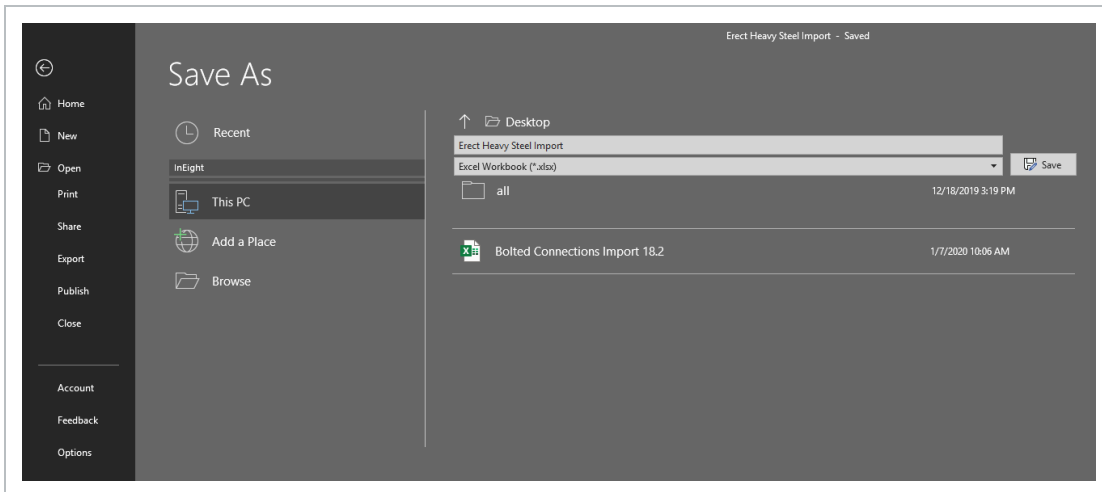 Erect Heavy Steel Import - Saved
Save As
Home
New
Open
Print
Share
Export
Publish
Close
Account
Feedback
Options
Recent
InEight
This PC
Add a Place
Browse
Desktop
Erect Heavy Steel Import
Excel Workbook (*.xlsx)
Save
all 12/18/2019 3:19 PM
Bolted Connections Import 18.2 1/7/2020 10:06 AM